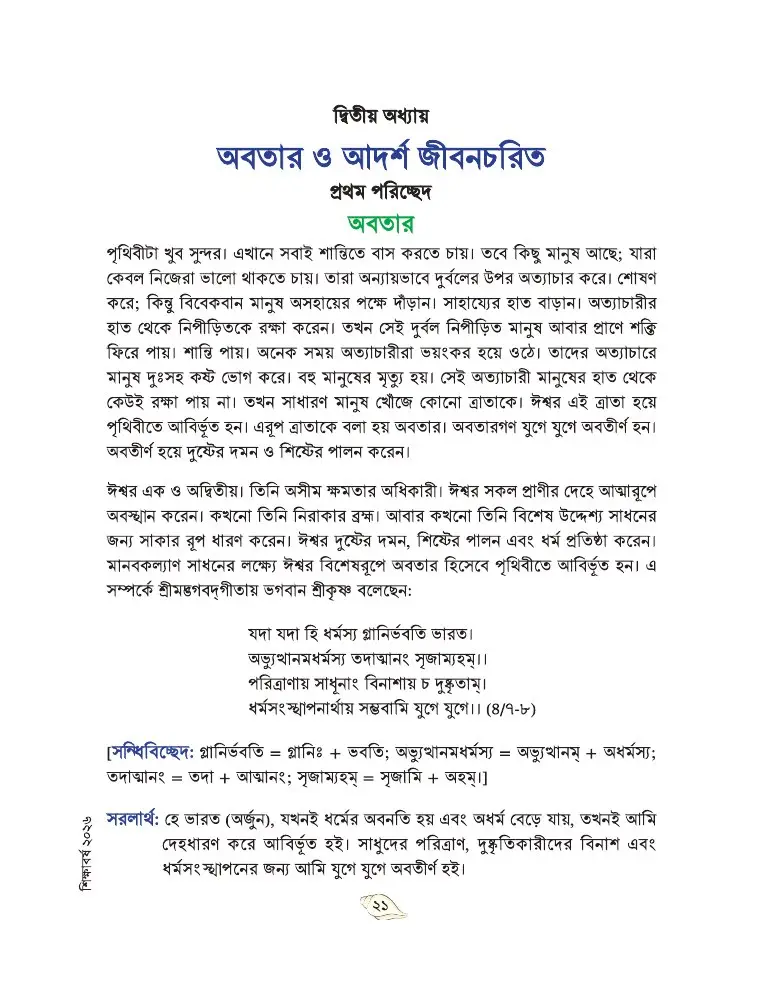 দ্বিতীয় অধ্যায়
অবতার ও আদর্শ জীবনচরিত
প্রথম পরিচ্ছেদ
অবতার
পৃথিবীটা খুব সুন্দর। এখানে সবাই শান্তিতে বাস করতে চায়। তবে কিছু মানুষ আছে; যারা
কেবল নিজেরা ভালো থাকতে চায়। তারা অন্যায়ভাবে দুর্বলের উপর অত্যাচার করে। শোষণ
করে; কিন্তু বিবেকবান মানুষ অসহায়ের পক্ষে দাঁড়ান। সাহায্যের হাত বাড়ান। অত্যাচারীর
হাত থেকে নিপীড়িতকে রক্ষা করেন। তখন সেই দুর্বল নিপীড়িত মানুষ আবার প্রাণে শক্তি
ফিরে পায়। শান্তি পায়। অনেক সময় অত্যাচারীরা ভয়ংকর হয়ে ওঠে। তাদের অত্যাচারে
মানুষ দুঃসহ কষ্ট ভোগ করে। বহু মানুষের মৃত্যু হয়। সেই অত্যাচারী মানুষের হাত থেকে
কেউই রক্ষা পায় না। তখন সাধারণ মানুষ খোঁজে কোনো ত্রাতাকে। ঈশ্বর এই ত্রাতা হয়ে
পৃথিবীতে আবির্ভূত হন। এরূপ ত্রাতাকে বলা হয় অবতার। অবতারগণ যুগে যুগে অবতীর্ণ হন।
অবতীর্ণ হয়ে দুষ্টের দমন ও শিষ্টের পালন করেন।
ঈশ্বর এক ও অদ্বিতীয়। তিনি অসীম ক্ষমতার অধিকারী। ঈশ্বর সকল প্রাণীর দেহে আত্মারূপে
অবস্থান করেন। কখনো তিনি নিরাকার ব্রহ্ম। আবার কখনো তিনি বিশেষ উদ্দেশ্য সাধনের
জন্য সাকার রূপ ধারণ করেন। ঈশ্বর দুষ্টের দমন, শিষ্টের পালন এবং ধর্ম প্রতিষ্ঠা করেন।
মানবকল্যাণ সাধনের লক্ষ্যে ঈশ্বর বিশেষরূপে অবতার হিসেবে পৃথিবীতে আবির্ভূত হন। এ
সম্পর্কে শ্রীমদ্ভগবদ্‌গীতায় ভগবান শ্রীকৃষ্ণ বলেছেন:
যদা যদা হি ধর্মস্য গ্লানির্ভবতি ভারত।
অভ্যুত্থানমধর্মস্য তদাত্মানং সৃজাম্যহম্।।
পরিত্রাণায় সাধূনাং বিনাশায় চ দুষ্কৃতাম্।
ধর্মসংস্থাপনার্থায় সম্ভবামি যুগে যুগে।। (৪/৭-৮)
[সন্ধিবিচ্ছেদ: গ্লানির্ভবতি = গ্লানিঃ + ভবতি; অভ্যুত্থানমধর্মস্য = অভ্যুত্থানম্ + অধর্মস্য;
তদাত্মানং = তদা + আত্মানং; সৃজাম্যহম্ = সৃজামি + অহম্।]
সরলার্থ: হে ভারত (অর্জুন), যখনই ধর্মের অবনতি হয় এবং অধর্ম বেড়ে যায়, তখনই আমি
দেহধারণ করে আবির্ভূত হই। সাধুদের পরিত্রাণ, দুষ্কৃতিকারীদের বিনাশ এবং
ধর্মসংস্থাপনের জন্য আমি যুগে যুগে অবতীর্ণ হই।
শিক্ষাবর্ষ ২০২৬
২১